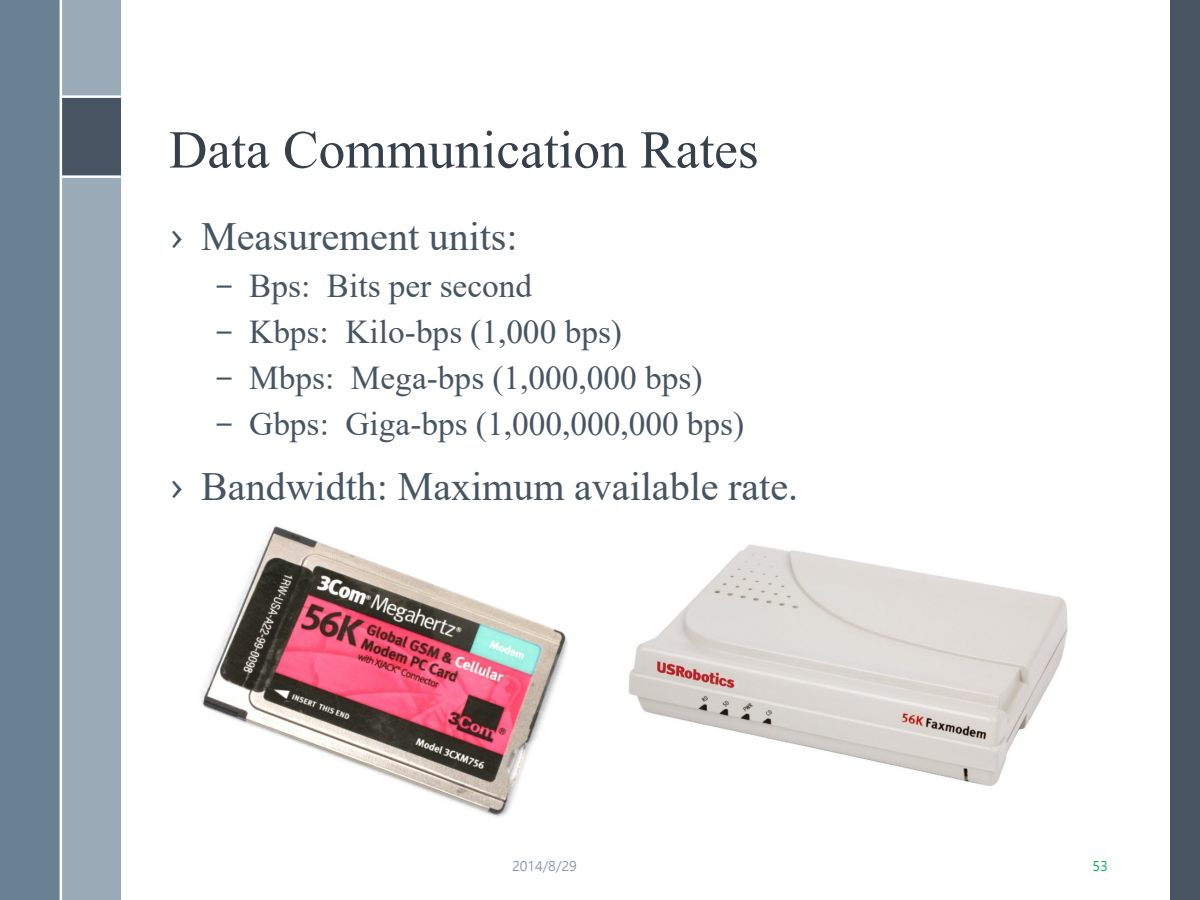 Data Communication Rates
› Measurement units:
– Bps:  Bits per second
– Kbps:  Kilo-bps (1,000 bps)
– Mbps:  Mega-bps (1,000,000 bps)
– Gbps:  Giga-bps (1,000,000,000 bps)
› Bandwidth: Maximum available rate.
1RW-USA-A22-99-0098
3Com® Megahertz®
56K Global GSM & Cellular
Modem PC Card
with XJACK® Connector
Modem
INSERT THIS END
3Com®
Model 3CXM756
USRobotics
56K Faxmodem
2014/8/29
53